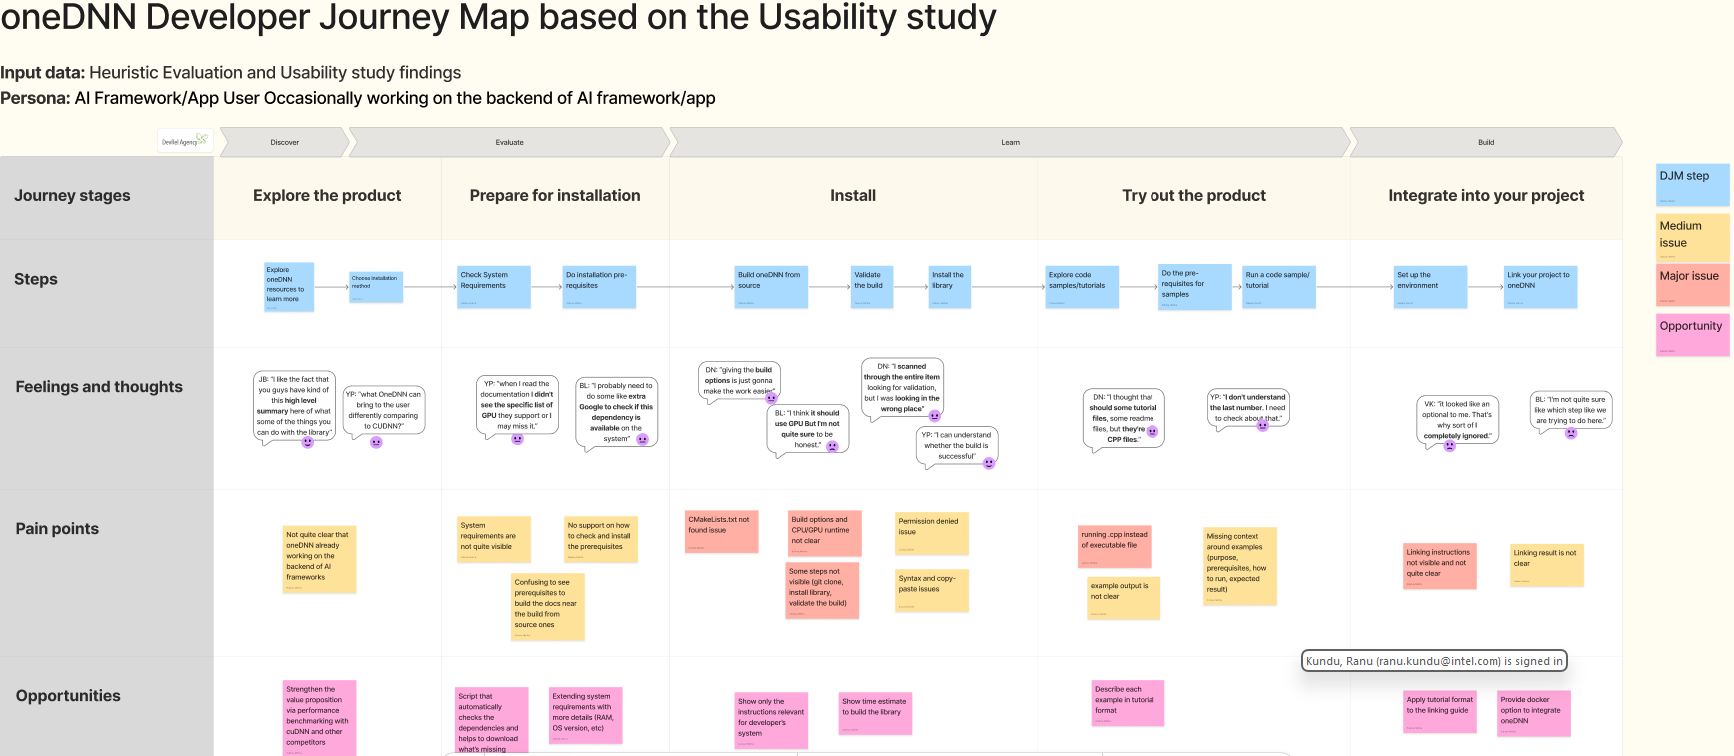 oneDNN Developer Journey Map based on the Usability study
Input data: Heuristic Evaluation and Usability study findings
Persona: AI Framework/App User Occasionally working on the backend of AI framework/app
DevRel Agency
Discover
Evaluate
Learn
Build
Journey stages
Explore the product
Prepare for installation
Install
Try out the product
Integrate into your project
DJM step
Medium
issue
Major issue
Opportunity
Steps
Explore
oneDNN
resources to
learn more
Choose installation
method
Check System
Requirements
Do installation pre-
requisites
Build oneDNN from
source
Validate
the build
Install the
library
Explore code
samples/tutorials
Do the pre-
requisites for
samples
Run a code sample/
tutorial
Set up the
environment
Link your project to
oneDNN
Feelings and thoughts
JB: "I like the fact that
you guys have kind of
this high level
summary here of what
some of the things you
can do with the library"
YP: "what OneDNN can
bring to the user
differently comparing
to CUDNN?"
YP: "when I read the
documentation I didn't
see the specific list of
GPU they support or I
may miss it."
BL: "I probably need to
do some like extra
Google to check if this
dependency is
available on the
system"
DN: "giving the build
options is just gonna
make the work easier"
BL: "I think it should
use GPU But I'm not
quite sure to be
honest."
DN: "I scanned
through the entire item
looking for validation,
but I was looking in the
wrong place"
YP: "I can understand
whether the build is
successful"
DN: "I thought that
should some tutorial
files, some readme
files, but they're
CPP files."
YP: "I don't understand
the last number. I need
to check about that."
VK: "it looked like an
optional to me. That's
why sort of I
completely ignored."
BL: "I'm not quite sure
like which step like we
are trying to do here."
Pain points
Not quite clear that
oneDNN already
working on the
backend of AI
frameworks
System
requirements are
not quite visible
No support on how
to check and install
the prerequisites
Confusing to see
prerequisites to
build the docs near
the build from
source ones
CMakeLists.txt not
found issue
Build options and
CPU/GPU runtime
not clear
Some steps not
visible (git clone,
install library,
validate the build)
Permission denied
issue
Syntax and copy-
paste issues
running .cpp instead
of executable file
example output is
not clear
Missing context
around examples
(purpose,
prerequisites, how
to run, expected
result)
Linking instructions
not visible and not
quite clear
Linking result is not
clear
Kundu, Ranu (ranu.kundu@intel.com) is signed in
Opportunities
Strengthen the
value proposition
via performance
benchmarking with
cuDNN and other
competitors
Script that
automatically
checks the
dependencies and
helps to download
what's missing
Extending system
requirements with
more details (RAM,
OS version, etc)
Show only the
instructions relevant
for developer's
system
Show time estimate
to build the library
Describe each
example in tutorial
format
Apply tutorial format
to the linking guide
Provide docker
option to integrate
oneDNN